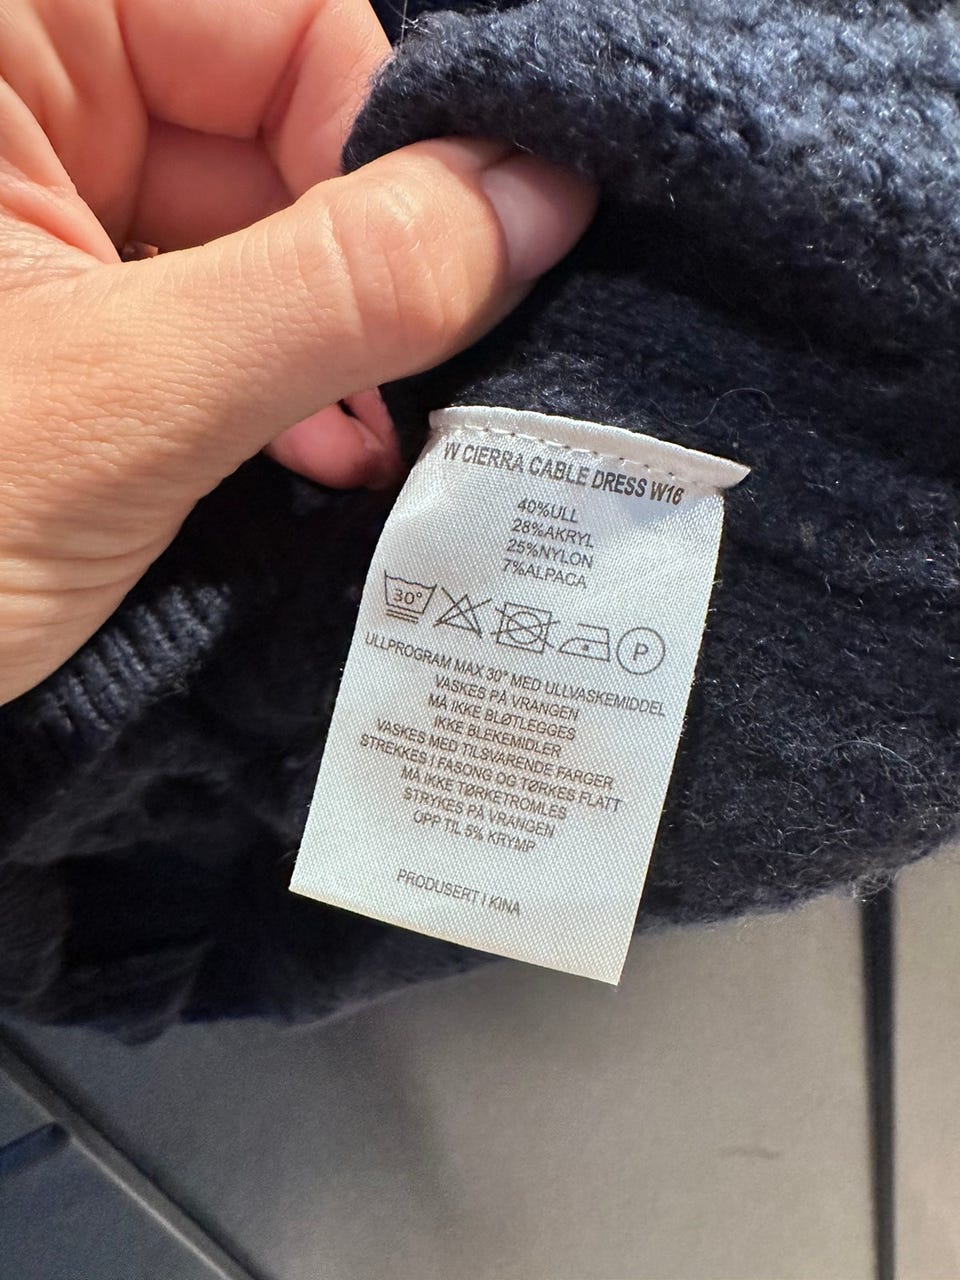 W CIERRA CABLE DRESS W16
40%ULL
28%AKRYL
25%NYLON
7%ALPACA
30° P
ULLPROGRAM MAX 30° MED ULLVASKEMIDDEL
VASKES PÅ VRANGEN
MÅ IKKE BLØTLEGGES
IKKE BLEKEMIDLER
VASKES MED TILSVARENDE FARGER
STREKKES I FASONG OG TØRKES FLATT
MÅ IKKE TØRKETROMLES
STRYKES PÅ VRANGEN
OPP TIL 5% KRYMP
PRODUSERT I KINA